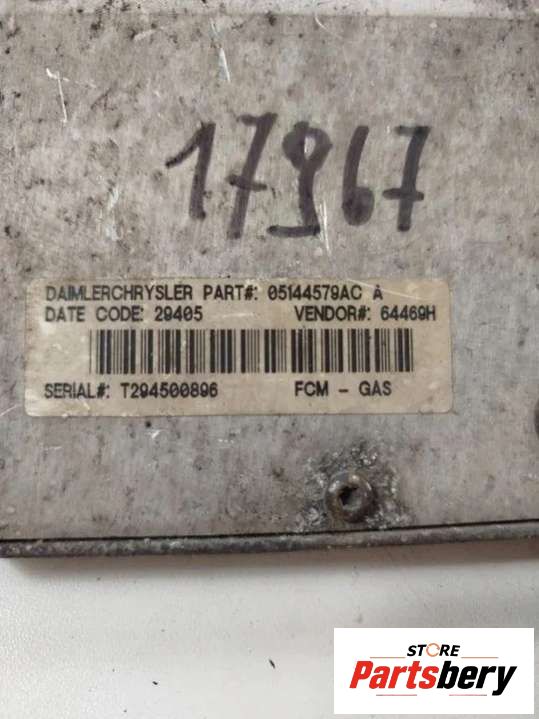 17967
DAIMLERCHRYSLER PART#: 05144579AC A
DATE CODE: 29405 VENDOR#: 64469H
SERIAL#: T294500896 FCM - GAS
STORE
Partsbery